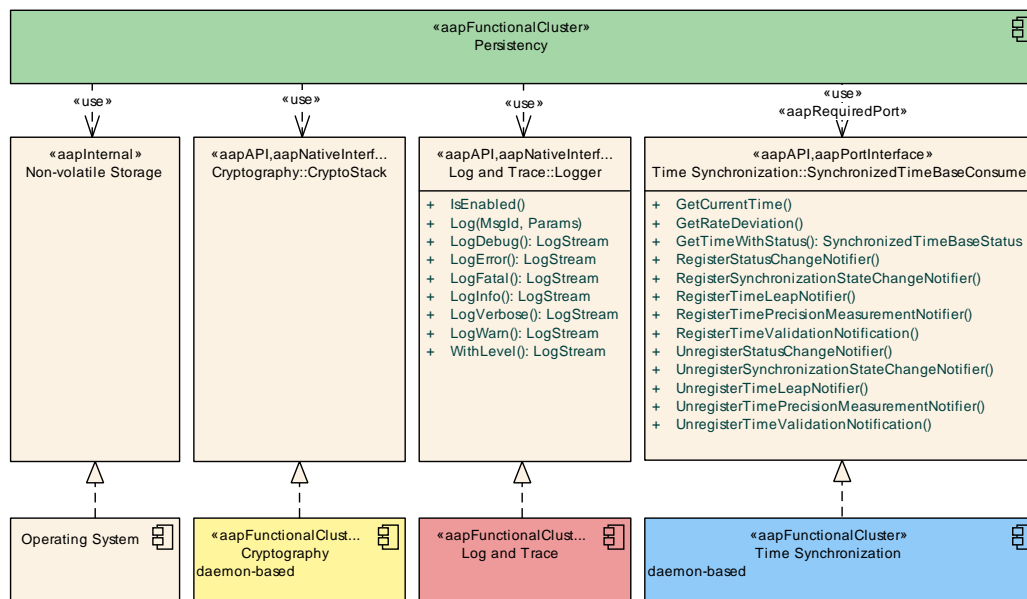 «aapFunctionalCluster»
Persistency
«use»
«use»
«use»
«use»
«aapRequiredPort»
«aapInternal»
Non-volatile Storage
«aapAPI,aapNativeInterf...
Cryptography::CryptoStack
«aapAPI,aapNativeInterf...
Log and Trace::Logger
+ IsEnabled()
+ Log(MsgId, Params)
+ LogDebug(): LogStream
+ LogError(): LogStream
+ LogFatal(): LogStream
+ LogInfo(): LogStream
+ LogVerbose(): LogStream
+ LogWarn(): LogStream
+ WithLevel(): LogStream
«aapAPI,aapPortInterface»
Time Synchronization::SynchronizedTimeBaseConsume
+ GetCurrentTime()
+ GetRateDeviation()
+ GetTimeWithStatus(): SynchronizedTimeBaseStatus
+ RegisterStatusChangeNotifier()
+ RegisterSynchronizationStateChangeNotifier()
+ RegisterTimeLeapNotifier()
+ RegisterTimePrecisionMeasurementNotifier()
+ RegisterTimeValidationNotification()
+ UnregisterStatusChangeNotifier()
+ UnregisterSynchronizationStateChangeNotifier()
+ UnregisterTimeLeapNotifier()
+ UnregisterTimePrecisionMeasurementNotifier()
+ UnregisterTimeValidationNotification()
Operating System
«aapFunctionalClust...
Cryptography
daemon-based
«aapFunctionalClust...
Log and Trace
«aapFunctionalCluster»
Time Synchronization
daemon-based